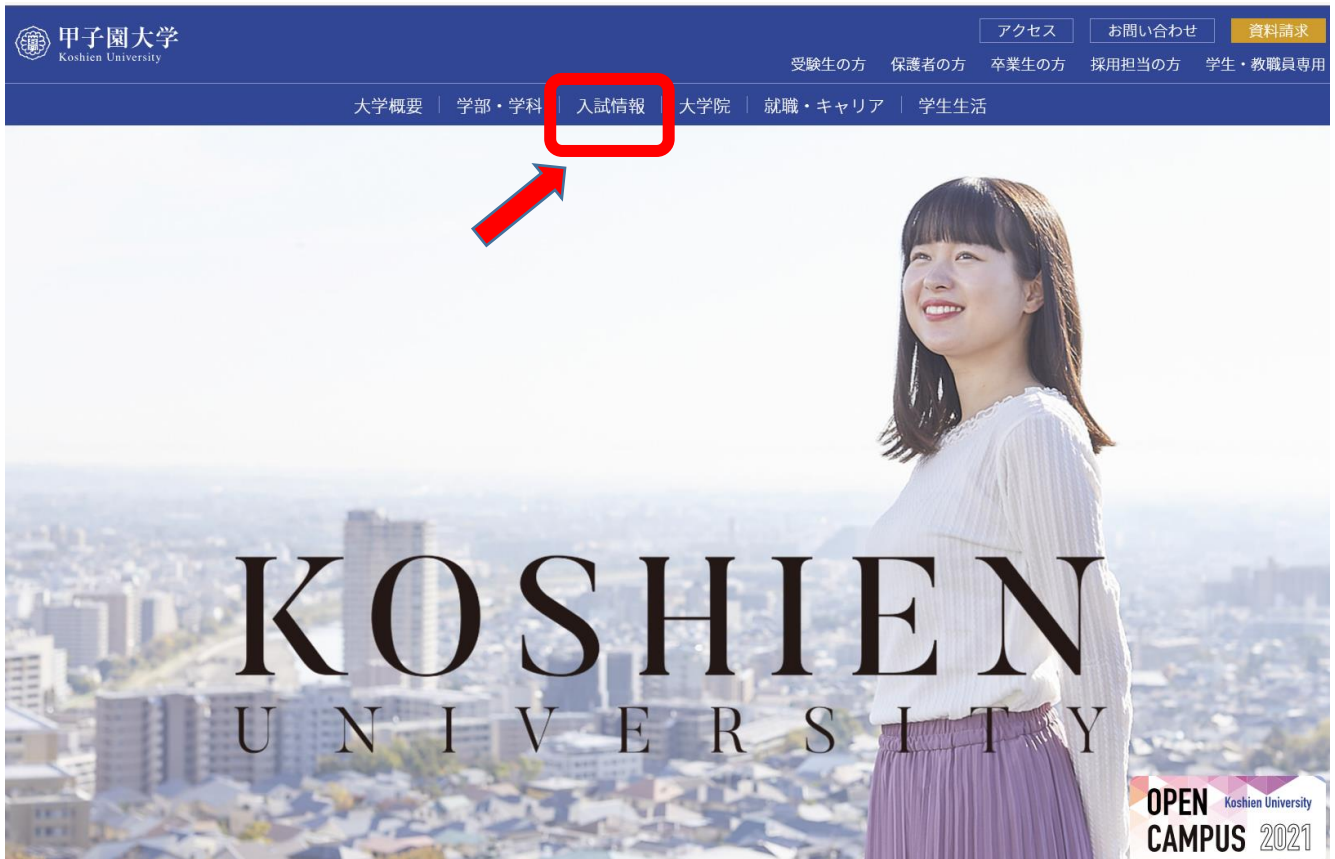 甲子園大学
Koshien University
アクセス
お問い合わせ
資料請求
受験生の方 保護者の方 卒業生の方 採用担当の方 学生・教職員専用
大学概要 学部・学科 入試情報 大学院 就職・キャリア 学生生活
KOSHIEN
UNIVERSITY
OPEN Koshien University
CAMPUS 2021